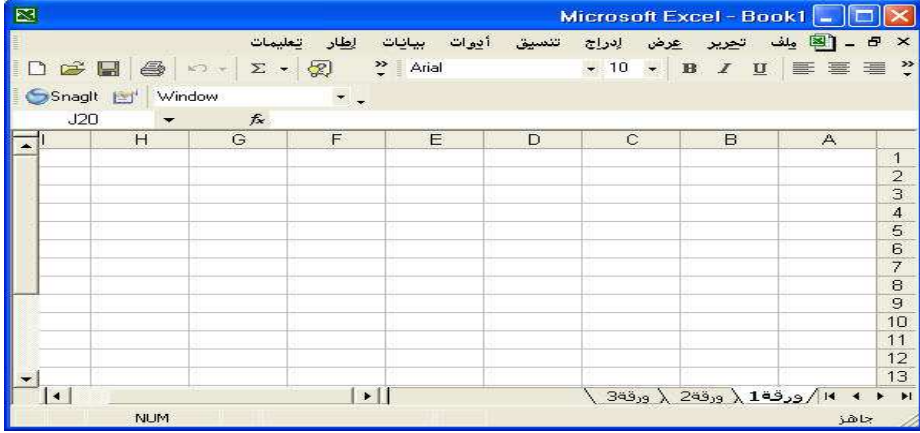 Microsoft Excel - Book1
ملف تحرير عرض إدراج تنسيق أدوات بيانات إطار تعليمات
Σ Arial 10 B I U
SnagIt Window
J20 fx
A B C D E F G H I
1
2
3
4
5
6
7
8
9
10
11
12
13
ورقة1 ورقة2 ورقة3
جاهز NUM